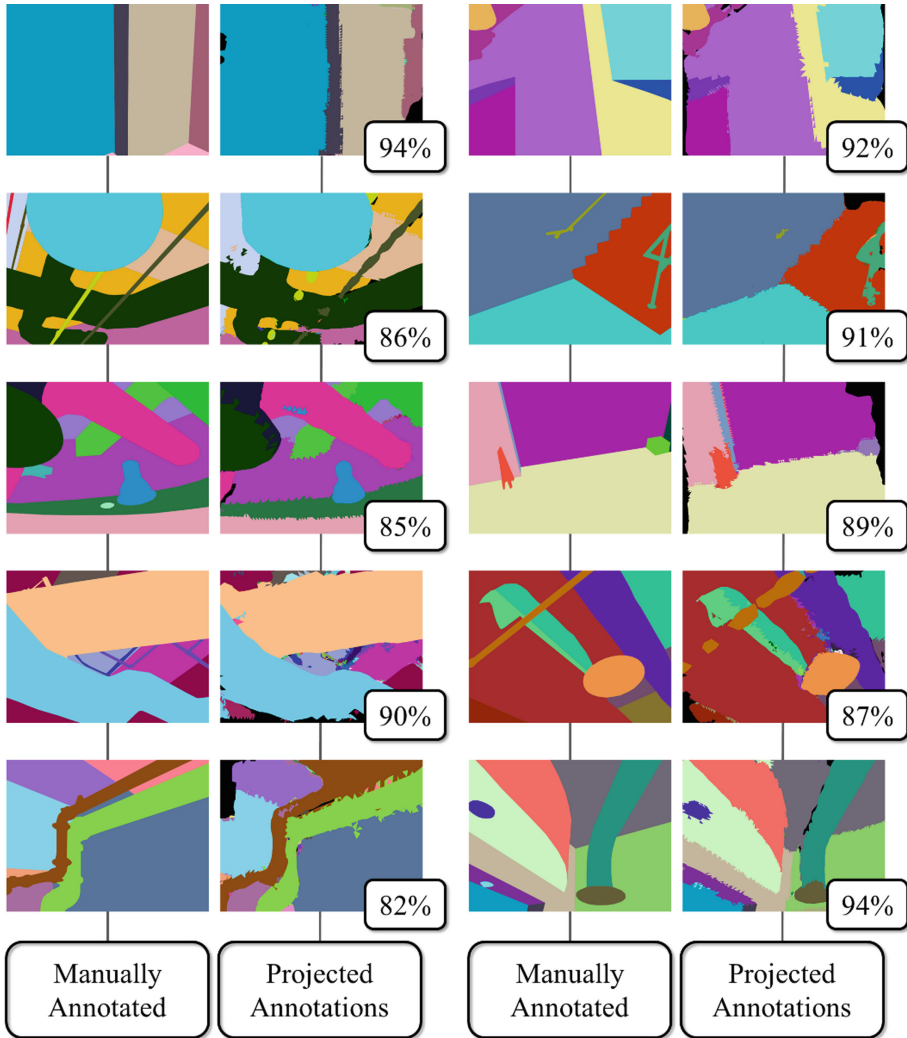 94%
92%
86%
91%
85%
89%
90%
87%
82%
94%
Manually
Annotated
Projected
Annotations
Manually
Annotated
Projected
Annotations